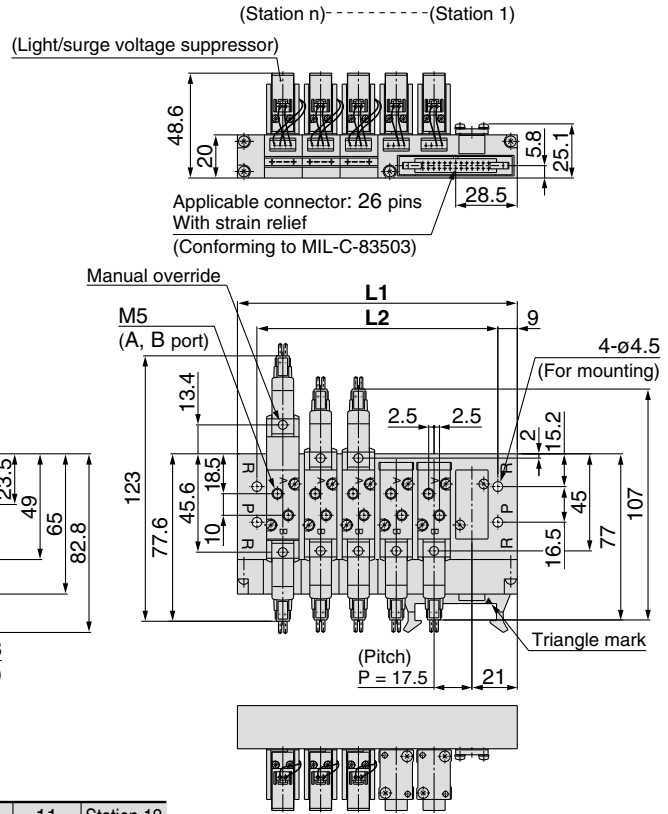 (Station n)---------(Station 1)
(Light/surge voltage suppressor)
48.6
20
5.8
25.1
28.5
Applicable connector: 26 pins
With strain relief
(Conforming to MIL-C-83503)
Manual override
L1
L2
9
M5
(A, B port)
4-ø4.5
(For mounting)
13.4
2.5
2.5
2
15.2
123
77.6
45.6
18.5
10
R
P
R
A
B
A
B
A
B
A
B
A
B
R
P
R
16.5
45
77
107
23.5
49
65
82.8
Triangle mark
(Pitch)
P = 17.5
21
11
Station 12